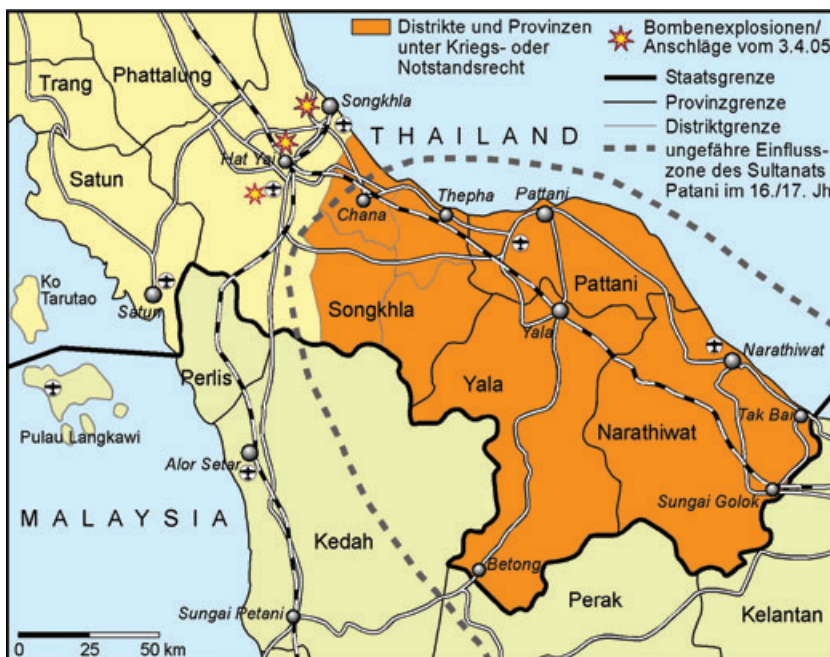 Distrikte und Provinzen
unter Kriegs- oder
Notstandsrecht
Bombenexplosionen/
Anschläge vom 3.4.05
Staatsgrenze
Provinzgrenze
Distriktgrenze
ungefähre Einfluss-
zone des Sultanats
Patani im 16./17. Jh
Trang
Phattalung
Songkhla
THAILAND
Hat Yai
Satun
Chana
Thepha
Pattani
Pattani
Ko
Tarutao
Satun
Songkhla
Yala
Narathiwat
Perlis
Yala
Tak Bai
Narathiwat
Pulau Langkawi
Alor Setar
Sungai Golok
MALAYSIA
Kedah
Betong
Perak
Kelantan
Sungai Petani
0 25 50 km